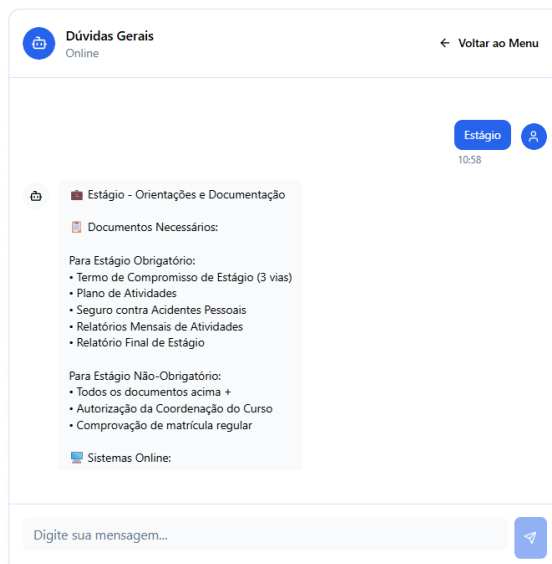 Dúvidas Gerais
Online
← Voltar ao Menu
Estágio
10:58
💼 Estágio - Orientações e Documentação
📋 Documentos Necessários:
Para Estágio Obrigatório:
• Termo de Compromisso de Estágio (3 vias)
• Plano de Atividades
• Seguro contra Acidentes Pessoais
• Relatórios Mensais de Atividades
• Relatório Final de Estágio
Para Estágio Não-Obrigatório:
• Todos os documentos acima +
• Autorização da Coordenação do Curso
• Comprovação de matrícula regular
🖥️ Sistemas Online:
Digite sua mensagem...